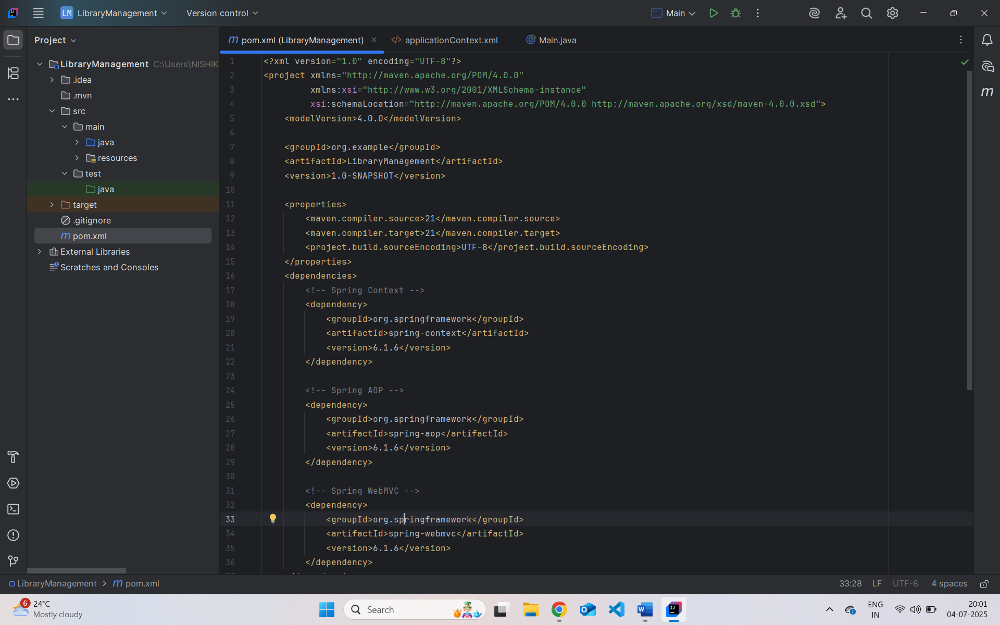 LM LibraryManagement
Version control
Main
Project
LibraryManagement C:\Users\NISHIK
.idea
.mvn
src
main
java
resources
test
java
target
.gitignore
m pom.xml
External Libraries
Scratches and Consoles
m pom.xml (LibraryManagement)
</> applicationContext.xml
Main.java
m
1 <?xml version="1.0" encoding="UTF-8"?>
2 <project xmlns="http://maven.apache.org/POM/4.0.0"
3 xmlns:xsi="http://www.w3.org/2001/XMLSchema-instance"
4 xsi:schemaLocation="http://maven.apache.org/POM/4.0.0 http://maven.apache.org/xsd/maven-4.0.0.xsd">
5 <modelVersion>4.0.0</modelVersion>
6
7 <groupId>org.example</groupId>
8 <artifactId>LibraryManagement</artifactId>
9 <version>1.0-SNAPSHOT</version>
10
11 <properties>
12 <maven.compiler.source>21</maven.compiler.source>
13 <maven.compiler.target>21</maven.compiler.target>
14 <project.build.sourceEncoding>UTF-8</project.build.sourceEncoding>
15 </properties>
16 <dependencies>
17 <!-- Spring Context -->
18 <dependency>
19 <groupId>org.springframework</groupId>
20 <artifactId>spring-context</artifactId>
21 <version>6.1.6</version>
22 </dependency>
23
24 <!-- Spring AOP -->
25 <dependency>
26 <groupId>org.springframework</groupId>
27 <artifactId>spring-aop</artifactId>
28 <version>6.1.6</version>
29 </dependency>
30
31 <!-- Spring WebMVC -->
32 <dependency>
33 <groupId>org.springframework</groupId>
34 <artifactId>spring-webmvc</artifactId>
35 <version>6.1.6</version>
36 </dependency>
LibraryManagement > m pom.xml
33:28 LF UTF-8 4 spaces
6
24°C
Mostly cloudy
Search
ENG
IN
20:01
04-07-2025